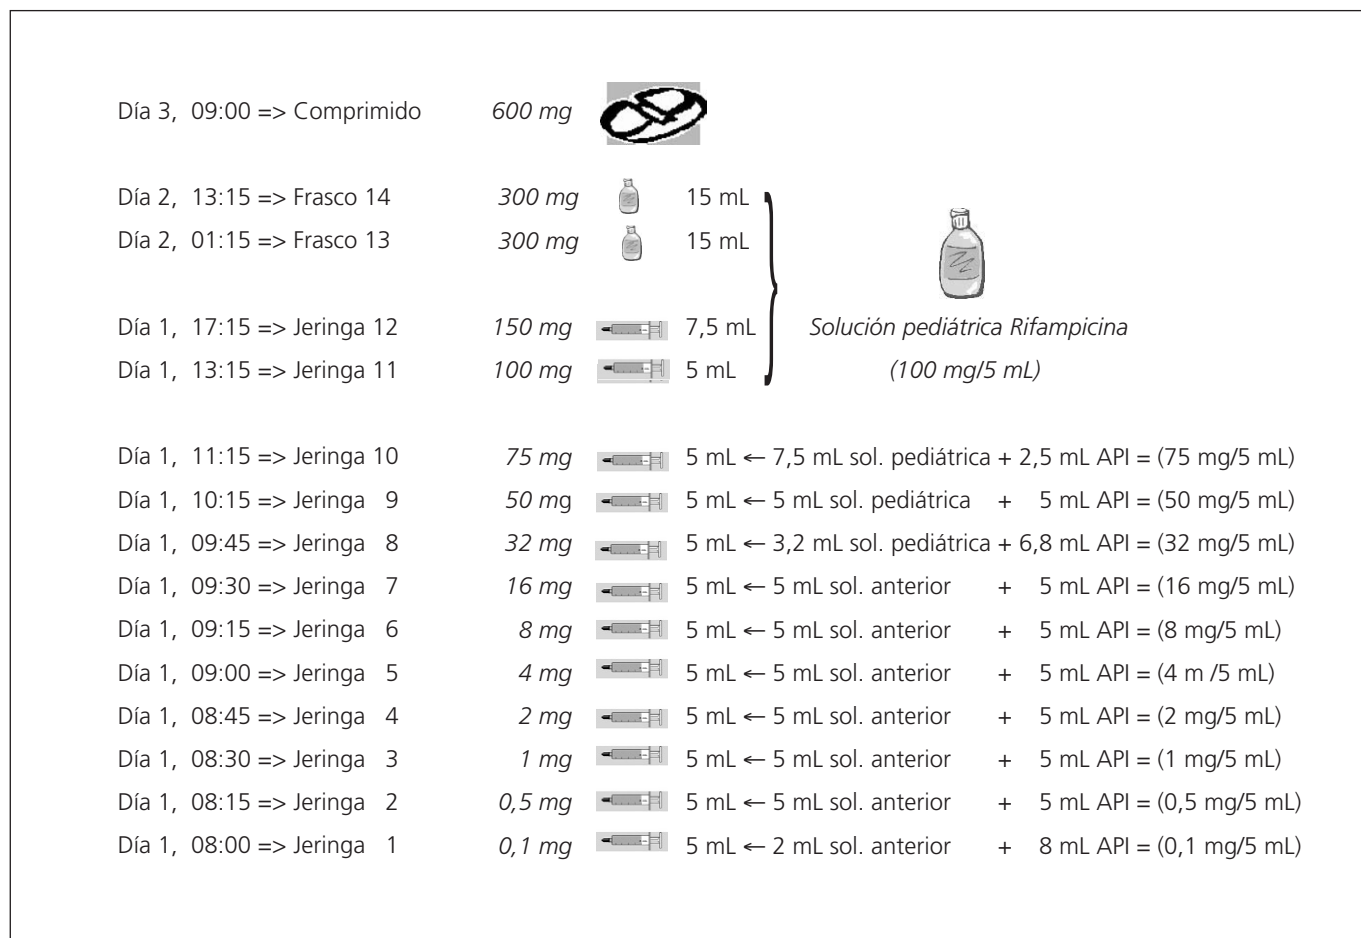 Día 3, 09:00 => Comprimido 600 mg
Día 2, 13:15 => Frasco 14 300 mg 15 mL
Día 2, 01:15 => Frasco 13 300 mg 15 mL
Día 1, 17:15 => Jeringa 12 150 mg 7,5 mL Solución pediátrica Rifampicina
Día 1, 13:15 => Jeringa 11 100 mg 5 mL (100 mg/5 mL)
Día 1, 11:15 => Jeringa 10 75 mg 5 mL ← 7,5 mL sol. pediátrica + 2,5 mL API = (75 mg/5 mL)
Día 1, 10:15 => Jeringa 9 50 mg 5 mL ← 5 mL sol. pediátrica + 5 mL API = (50 mg/5 mL)
Día 1, 09:45 => Jeringa 8 32 mg 5 mL ← 3,2 mL sol. pediátrica + 6,8 mL API = (32 mg/5 mL)
Día 1, 09:30 => Jeringa 7 16 mg 5 mL ← 5 mL sol. anterior + 5 mL API = (16 mg/5 mL)
Día 1, 09:15 => Jeringa 6 8 mg 5 mL ← 5 mL sol. anterior + 5 mL API = (8 mg/5 mL)
Día 1, 09:00 => Jeringa 5 4 mg 5 mL ← 5 mL sol. anterior + 5 mL API = (4 m /5 mL)
Día 1, 08:45 => Jeringa 4 2 mg 5 mL ← 5 mL sol. anterior + 5 mL API = (2 mg/5 mL)
Día 1, 08:30 => Jeringa 3 1 mg 5 mL ← 5 mL sol. anterior + 5 mL API = (1 mg/5 mL)
Día 1, 08:15 => Jeringa 2 0,5 mg 5 mL ← 5 mL sol. anterior + 5 mL API = (0,5 mg/5 mL)
Día 1, 08:00 => Jeringa 1 0,1 mg 5 mL ← 2 mL sol. anterior + 8 mL API = (0,1 mg/5 mL)